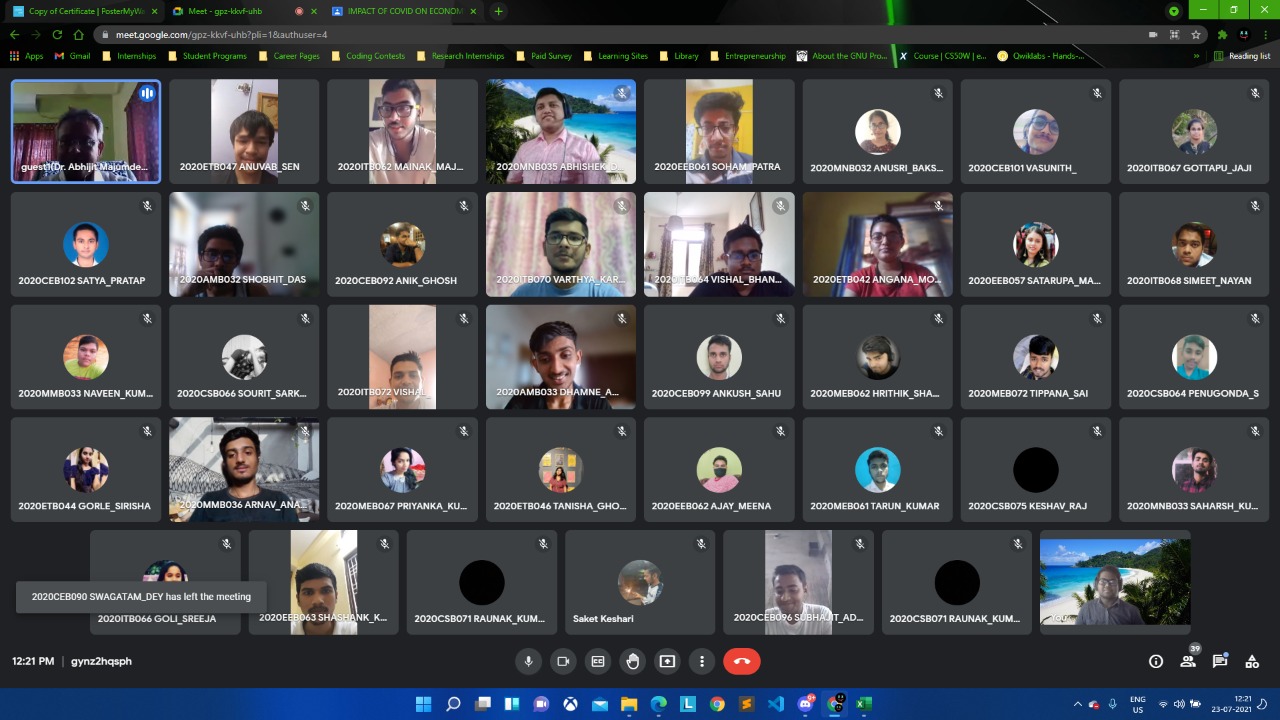 Copy of Certificate | PosterMyWa
Meet - gpz-kkvf-uhb
IMPACT OF COVID ON ECONOM
meet.google.com/gpz-kkvf-uhb?pli=1&authuser=4
Apps
Gmail
Internships
Student Programs
Career Pages
Coding Contests
Research Internships
Paid Survey
Learning Sites
Library
Entrepreneurship
About the GNU Pro...
Course | CS50W | e...
Qwiklabs - Hands-...
»
Reading list
guest1(Dr. Abhijit Majumde...
2020ETB047 ANUVAB_SEN
2020ITB062 MAINAK_MAJ...
2020MNB035 ABHISHEK_D...
2020EEB061 SOHAM_PATRA
2020MNB032 ANUSRI_BAKS...
2020CEB101 VASUNITH_
2020ITB067 GOTTAPU_JAJI
2020CEB102 SATYA_PRATAP
2020AMB032 SHOBHIT_DAS
2020CEB092 ANIK_GHOSH
2020ITB070 VARTHYA_KAR...
2020ITB064 VISHAL_BHAN...
2020ETB042 ANGANA_MO...
2020EEB057 SATARUPA_MA...
2020ITB068 SIMEET_NAYAN
2020MMB033 NAVEEN_KUM...
2020CSB066 SOURIT_SARK...
2020ITB072 VISHAL_
2020AMB033 DHAMNE_A...
2020CEB099 ANKUSH_SAHU
2020MEB062 HRITHIK_SHA...
2020MEB072 TIPPANA_SAI
2020CSB064 PENUGONDA_S
2020ETB044 GORLE_SIRISHA
2020MMB036 ARNAV_ANA...
2020MEB067 PRIYANKA_KU...
2020ETB046 TANISHA_GHO...
2020EEB062 AJAY_MEENA
2020MEB061 TARUN_KUMAR
2020CSB075 KESHAV_RAJ
2020MNB033 SAHARSH_KU...
2020CEB090 SWAGATAM_DEY has left the meeting
2020ITB066 GOLI_SREEJA
2020EEB063 SHASHANK_K...
2020CSB071 RAUNAK_KUM...
Saket Keshari
2020CEB096 SUBHAJIT_AD...
2020CSB071 RAUNAK_KUM...
12:21 PM | gynz2hqsph
39
ENG
US
12:21
23-07-2021